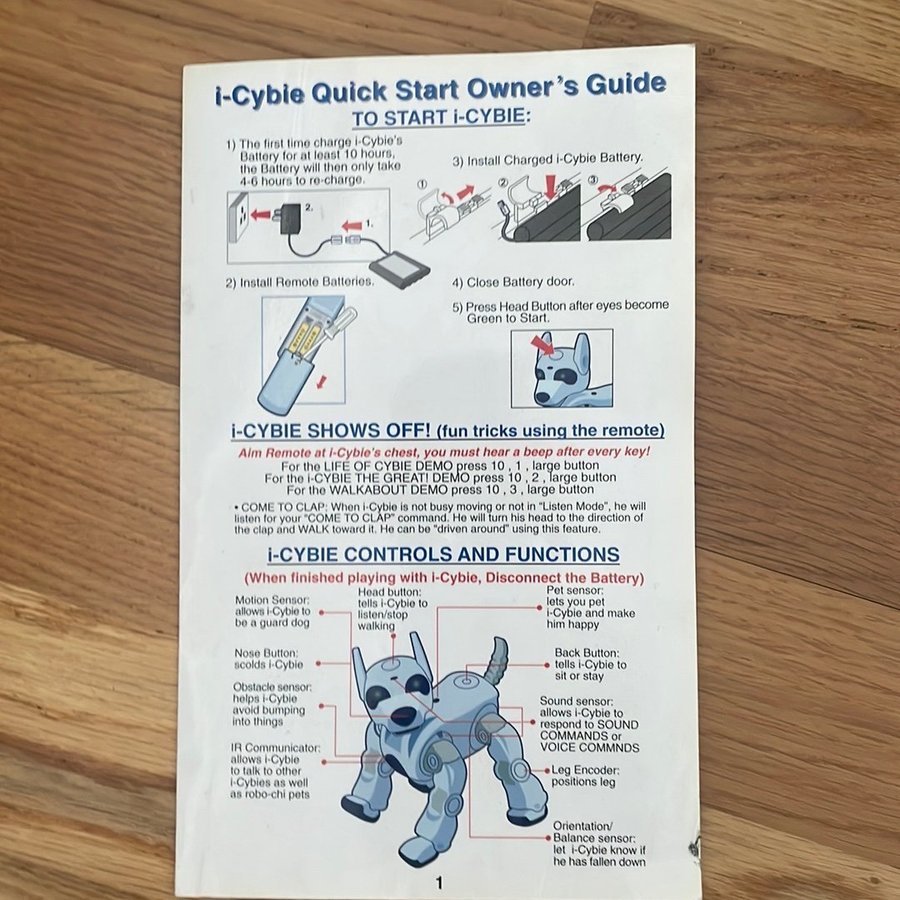 i-Cybie Quick Start Owner's Guide
TO START i-CYBIE:
1) The first time charge i-Cybie's
Battery for at least 10 hours,
the Battery will then only take
4-6 hours to re-charge.
2.
1.
2) Install Remote Batteries.
3) Install Charged i-Cybie Battery.
①
②
③
4) Close Battery door.
5) Press Head Button after eyes become
Green to Start.
i-CYBIE SHOWS OFF! (fun tricks using the remote)
Aim Remote at i-Cybie's chest, you must hear a beep after every key!
For the LIFE OF CYBIE DEMO press 10 , 1 , large button
For the i-CYBIE THE GREAT! DEMO press 10 , 2 , large button
For the WALKABOUT DEMO press 10 , 3 , large button
• COME TO CLAP: When i-Cybie is not busy moving or not in "Listen Mode", he will
listen for your "COME TO CLAP" command. He will turn his head to the direction of
the clap and WALK toward it. He can be "driven around" using this feature.
i-CYBIE CONTROLS AND FUNCTIONS
(When finished playing with i-Cybie, Disconnect the Battery)
Motion Sensor:
allows i-Cybie to
be a guard dog
Head button:
tells i-Cybie to
listen/stop
walking
Pet sensor:
lets you pet
i-Cybie and make
him happy
Nose Button:
scolds i-Cybie
Back Button:
tells i-Cybie to
sit or stay
Obstacle sensor:
helps i-Cybie
avoid bumping
into things
Sound sensor:
allows i-Cybie to
respond to SOUND
COMMANDS or
VOICE COMMNDS
IR Communicator:
allows i-Cybie
to talk to other
i-Cybies as well
as robo-chi pets
Leg Encoder:
positions leg
Orientation/
Balance sensor:
let i-Cybie know if
he has fallen down
1